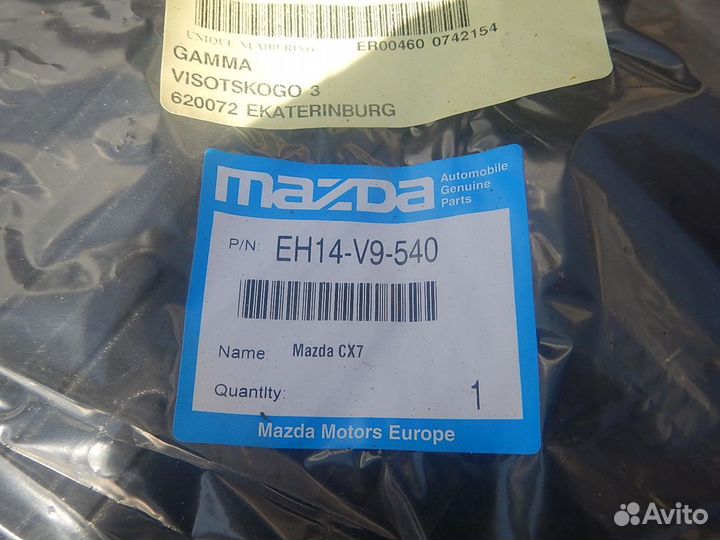 UNIQUE NUMBERING ER00460 0742154
GAMMA
VISOTSKOGO 3
620072 EKATERINBURG
mazda Automobile
Genuine
Parts
P/N: EH14-V9-540
Name: Mazda CX7
Quantity: 1
Mazda Motors Europe
Avito